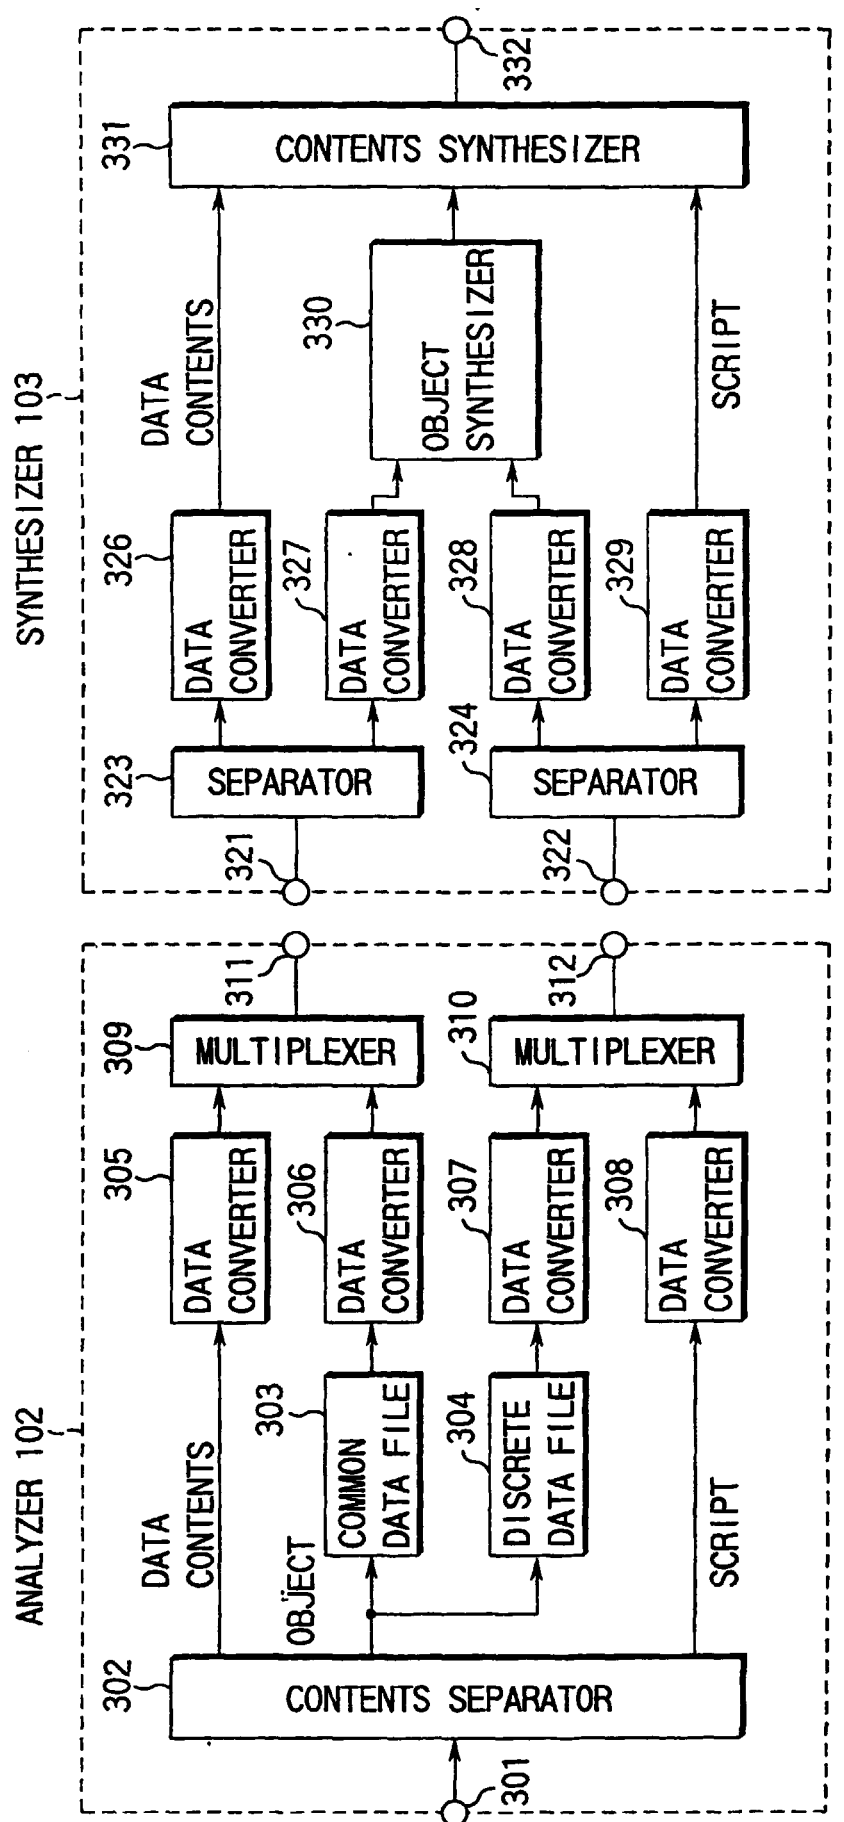 ANALYZER 102
301
302
CONTENTS SEPARATOR
DATA
CONTENTS
OBJECT
SCRIPT
303
COMMON
DATA FILE
304
DISCRETE
DATA FILE
305
DATA
CONVERTER
306
DATA
CONVERTER
307
DATA
CONVERTER
308
DATA
CONVERTER
309
MULTIPLEXER
310
MULTIPLEXER
311
312
SYNTHESIZER 103
321
322
323
SEPARATOR
324
SEPARATOR
326
DATA
CONVERTER
327
DATA
CONVERTER
328
DATA
CONVERTER
329
DATA
CONVERTER
DATA
CONTENTS
330
OBJECT
SYNTHESIZER
SCRIPT
331
CONTENTS SYNTHESIZER
332